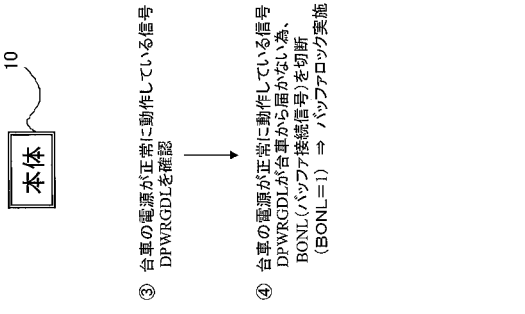 10
本体
③ 台車の電源が正常に動作している信号
DPWRGDLを確認
④ 台車の電源が正常に動作している信号
DPWRGDLが台車から届かない為、
BONL(バッファ接続信号)を切断
(BONL=1) ⇒ バッファロック実施